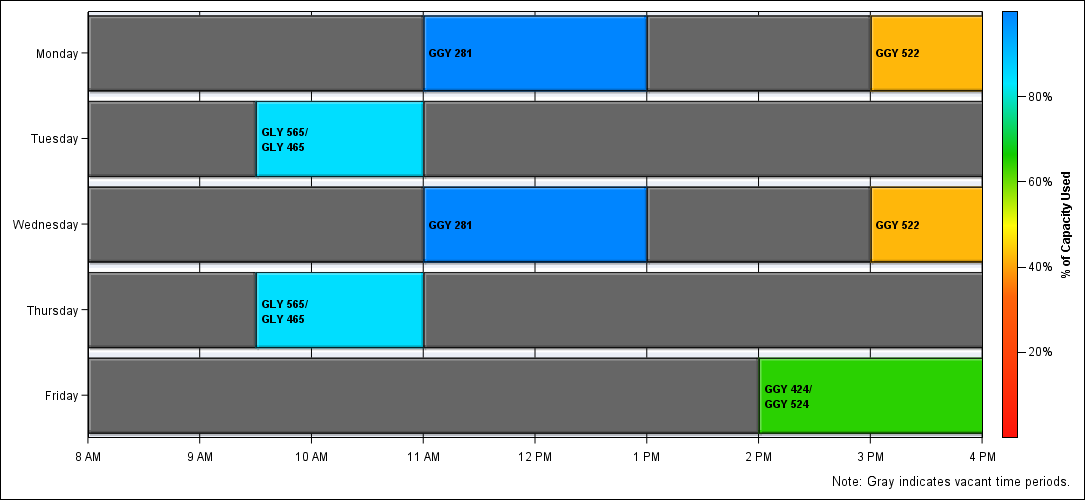 Monday
GGY 281
GGY 522
Tuesday
GLY 565/
GLY 465
Wednesday
GGY 281
GGY 522
Thursday
GLY 565/
GLY 465
Friday
GGY 424/
GGY 524
8 AM 9 AM 10 AM 11 AM 12 PM 1 PM 2 PM 3 PM 4 PM
80%
60%
40%
20%
% of Capacity Used
Note: Gray indicates vacant time periods.